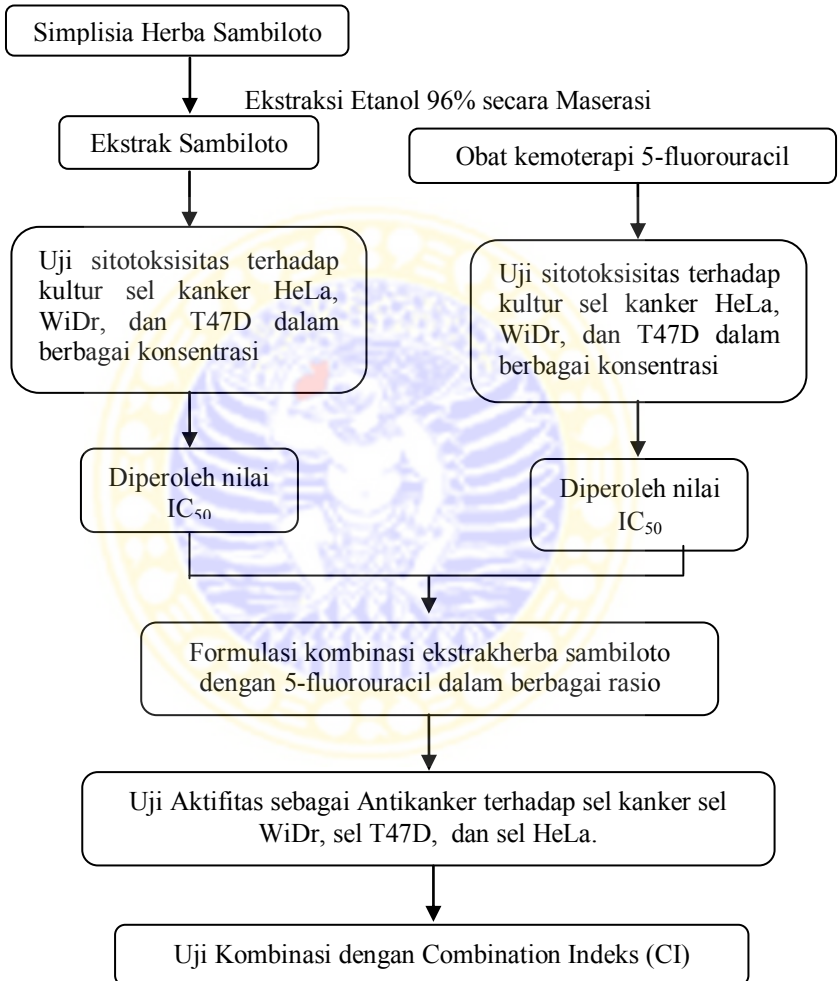 Simplisia Herba Sambiloto
Ekstraksi Etanol 96% secara Maserasi
Ekstrak Sambiloto
Obat kemoterapi 5-fluorouracil
Uji sitotoksisitas terhadap
kultur sel kanker HeLa,
WiDr, dan T47D dalam
berbagai konsentrasi
Uji sitotoksisitas terhadap
kultur sel kanker HeLa,
WiDr, dan T47D dalam
berbagai konsentrasi
Diperoleh nilai
IC₅₀
Diperoleh nilai
IC₅₀
Formulasi kombinasi ekstrakherba sambiloto
dengan 5-fluorouracil dalam berbagai rasio
Uji Aktifitas sebagai Antikanker terhadap sel kanker sel
WiDr, sel T47D, dan sel HeLa.
Uji Kombinasi dengan Combination Indeks (CI)